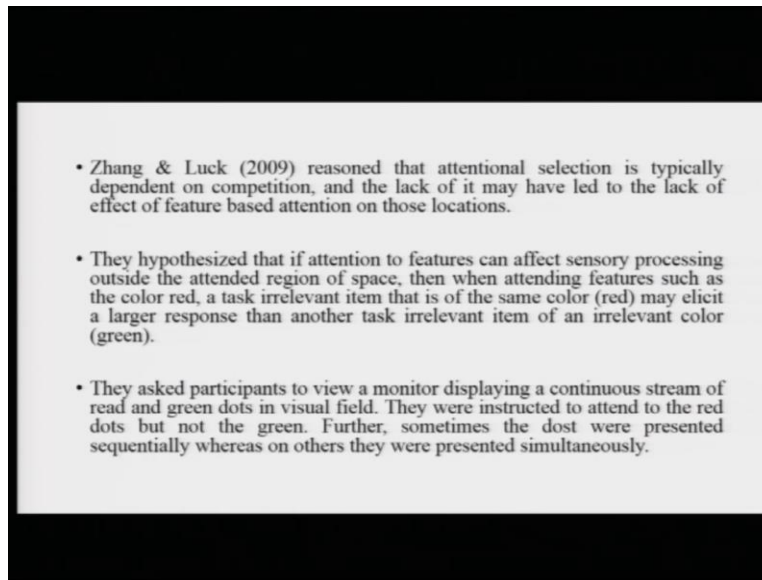 • Zhang & Luck (2009) reasoned that attentional selection is typically
dependent on competition, and the lack of it may have led to the lack of
effect of feature based attention on those locations.
• They hypothesized that if attention to features can affect sensory processing
outside the attended region of space, then when attending features such as
the color red, a task irrelevant item that is of the same color (red) may elicit
a larger response than another task irrelevant item of an irrelevant color
(green).
• They asked participants to view a monitor displaying a continuous stream of
read and green dots in visual field. They were instructed to attend to the red
dots but not the green. Further, sometimes the dost were presented
sequentially whereas on others they were presented simultaneously.